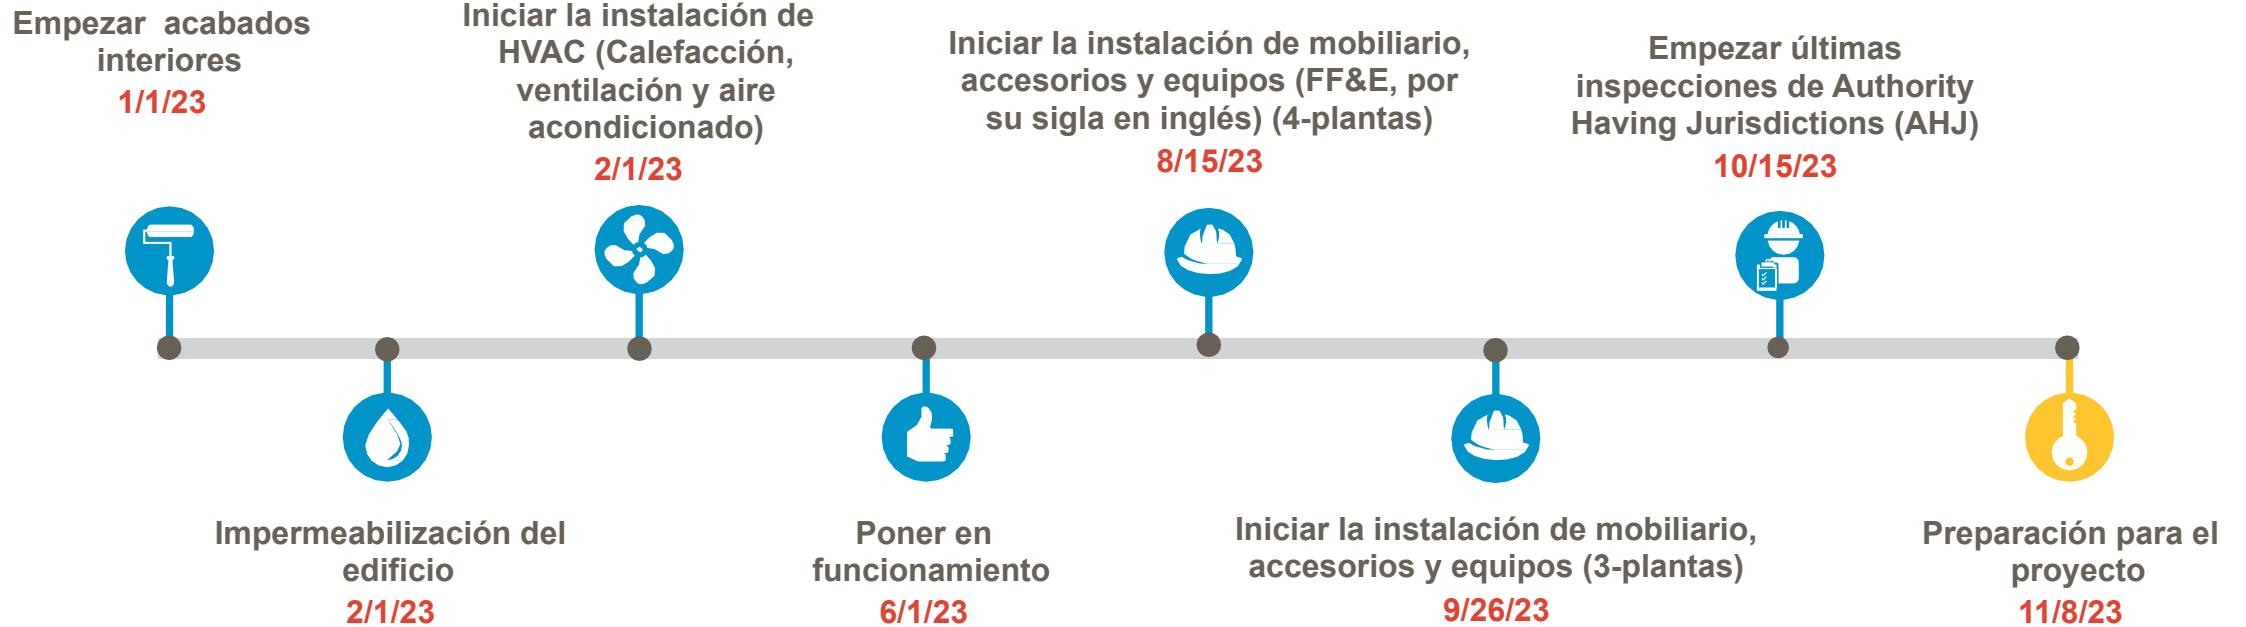 Empezar acabados
interiores
1/1/23
Impermeabilización del
edificio
2/1/23
Iniciar la instalación de
HVAC (Calefacción,
ventilación y aire
acondicionado)
2/1/23
Poner en
funcionamiento
6/1/23
Iniciar la instalación de mobiliario,
accesorios y equipos (FF&E, por
su sigla en inglés) (4-plantas)
8/15/23
Iniciar la instalación de mobiliario,
accesorios y equipos (3-plantas)
9/26/23
Empezar últimas
inspecciones de Authority
Having Jurisdictions (AHJ)
10/15/23
Preparación para el
proyecto
11/8/23